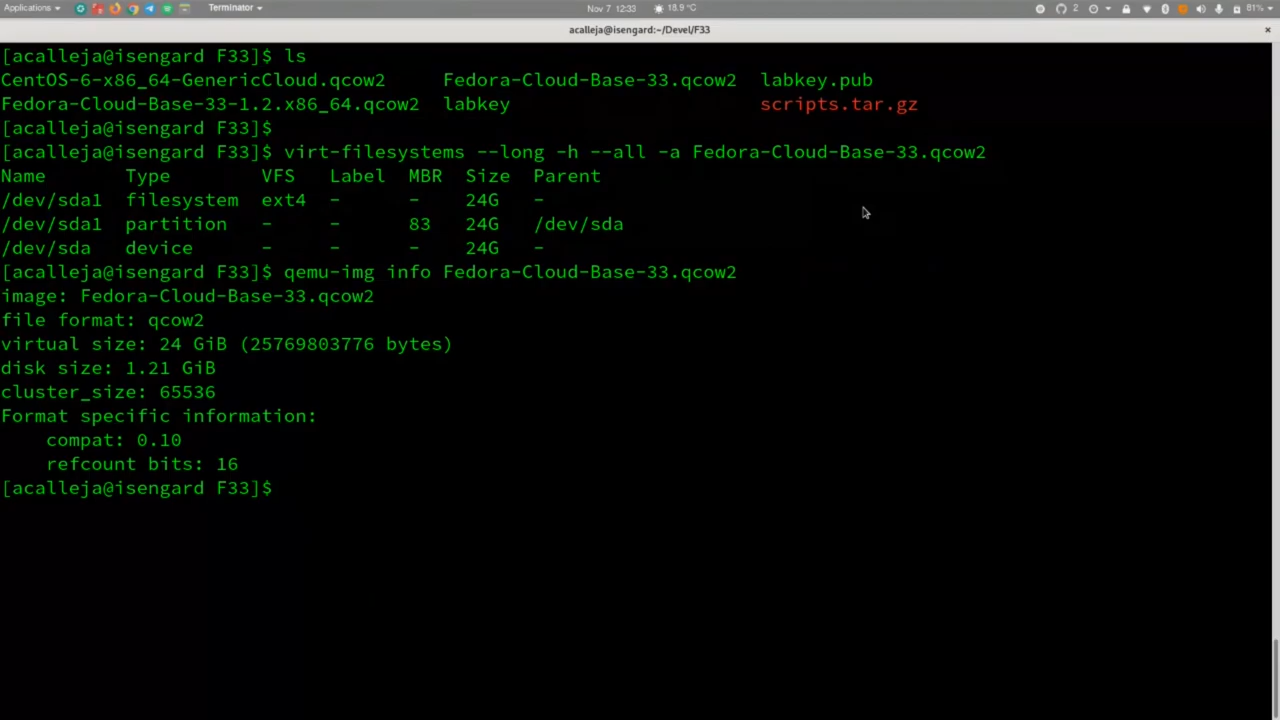 Applications Terminator Nov 7 12:33 18.9 °C 2 81%
acalleja@isengard:~/Devel/F33 ×
[acalleja@isengard F33]$ ls
CentOS-6-x86_64-GenericCloud.qcow2 Fedora-Cloud-Base-33.qcow2 labkey.pub
Fedora-Cloud-Base-33-1.2.x86_64.qcow2 labkey scripts.tar.gz
[acalleja@isengard F33]$
[acalleja@isengard F33]$ virt-filesystems --long -h --all -a Fedora-Cloud-Base-33.qcow2
Name Type VFS Label MBR Size Parent
/dev/sda1 filesystem ext4 - - 24G -
/dev/sda1 partition - - 83 24G /dev/sda
/dev/sda device - - - 24G -
[acalleja@isengard F33]$ qemu-img info Fedora-Cloud-Base-33.qcow2
image: Fedora-Cloud-Base-33.qcow2
file format: qcow2
virtual size: 24 GiB (25769803776 bytes)
disk size: 1.21 GiB
cluster_size: 65536
Format specific information:
    compat: 0.10
    refcount bits: 16
[acalleja@isengard F33]$